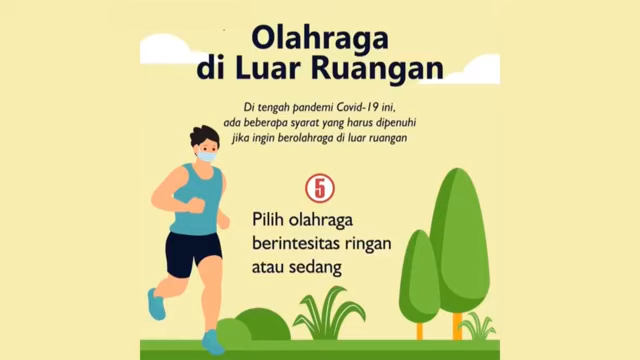 Olahraga
di Luar Ruangan
Di tengah pandemi Covid-19 ini,
ada beberapa syarat yang harus dipenuhi
jika ingin berolahraga di luar ruangan
5
Pilih olahraga
berintesitas ringan
atau sedang